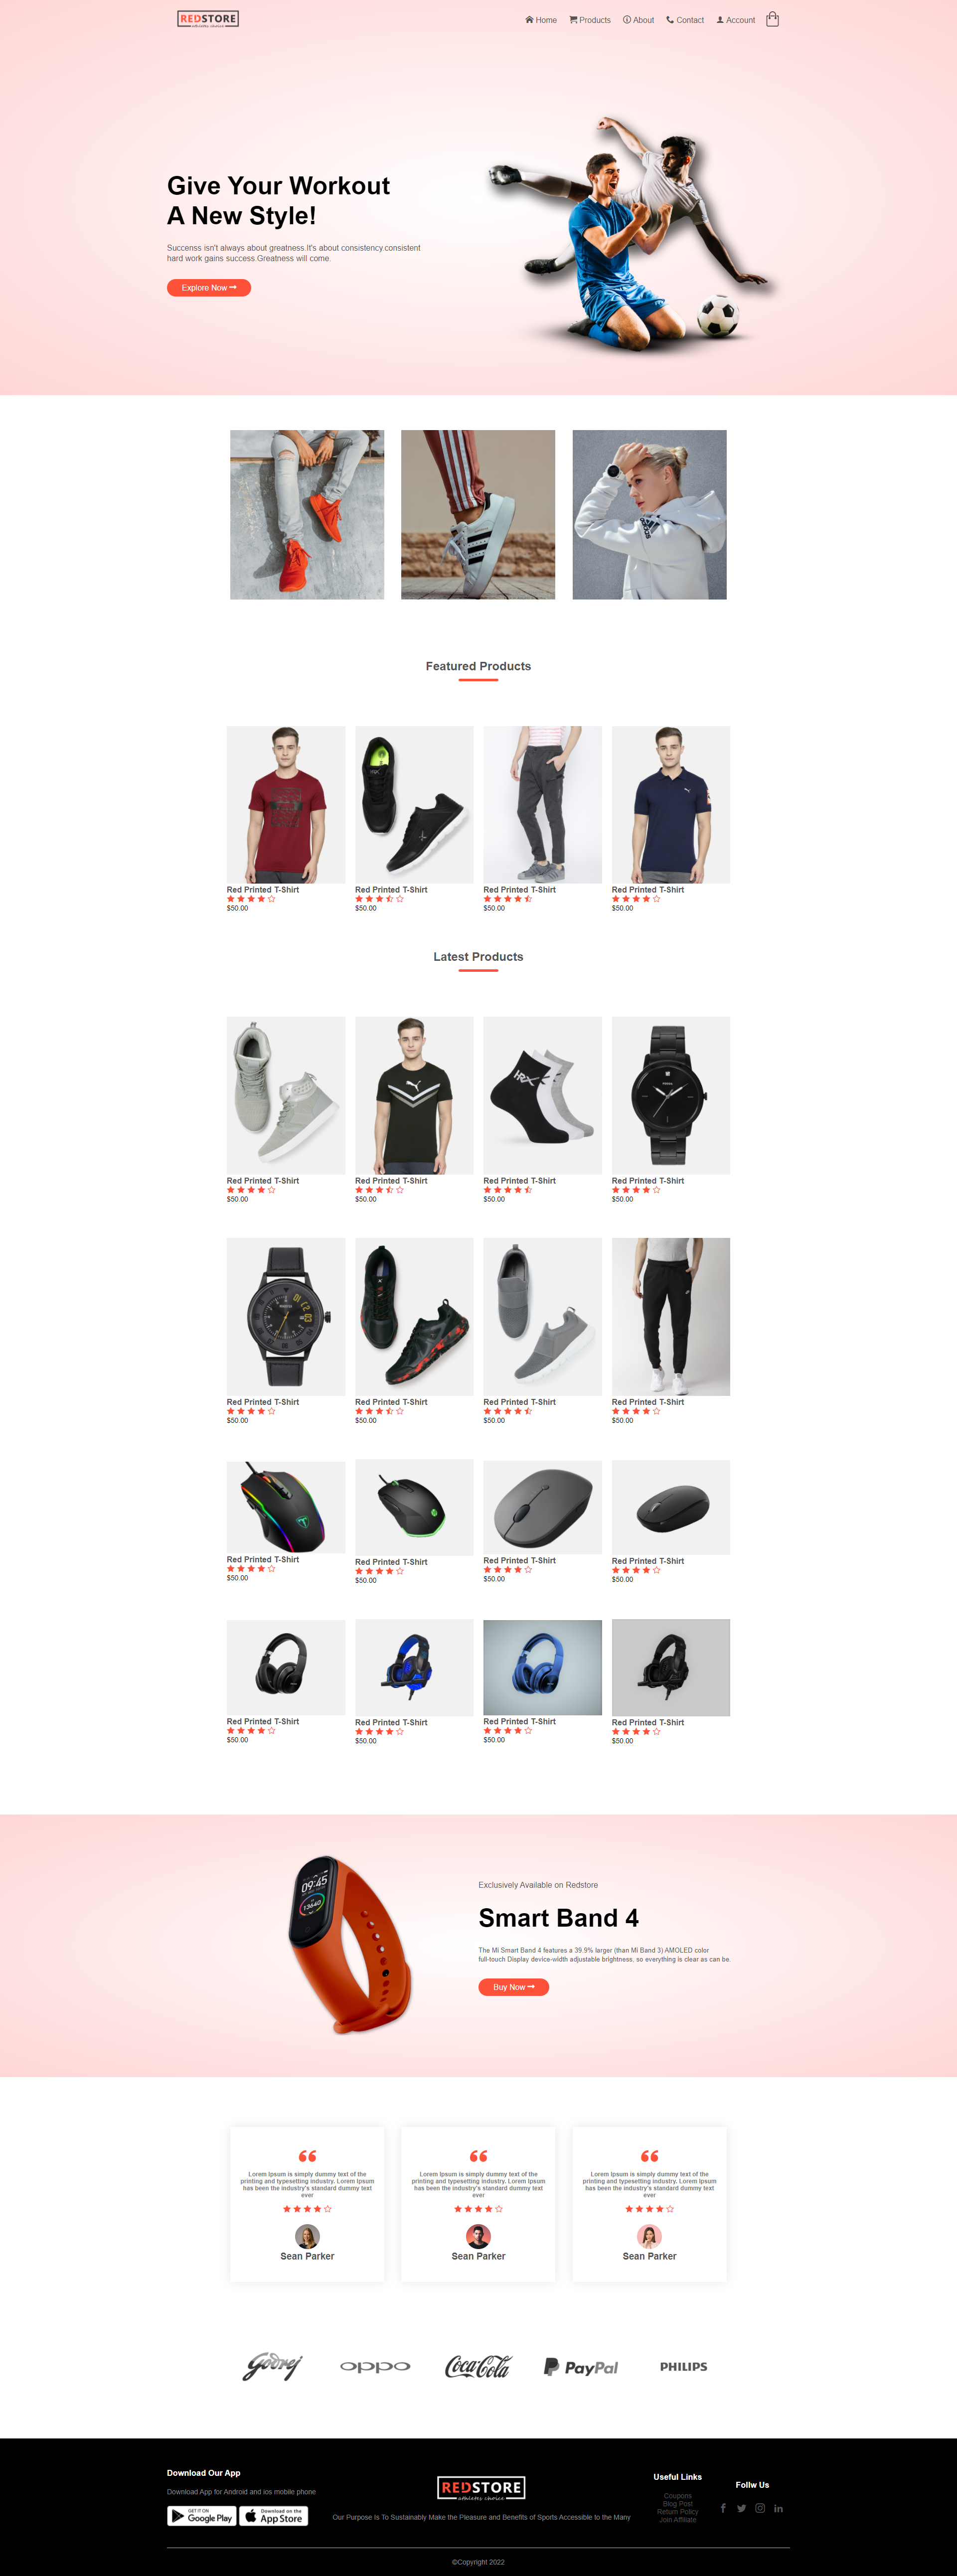 REDSTORE
athletes choice
Home Products About Contact Account
Give Your Workout
A New Style!
Succenss isn't always about greatness.It's about consistency.consistent
hard work gains success.Greatness will come.
Explore Now
adidas
Featured Products
Red Printed T-Shirt
$50.00
Red Printed T-Shirt
$50.00
Red Printed T-Shirt
$50.00
Red Printed T-Shirt
$50.00
Latest Products
HRX
FOSSIL
Red Printed T-Shirt
$50.00
Red Printed T-Shirt
$50.00
Red Printed T-Shirt
$50.00
Red Printed T-Shirt
$50.00
Red Printed T-Shirt
$50.00
Red Printed T-Shirt
$50.00
Red Printed T-Shirt
$50.00
Red Printed T-Shirt
$50.00
Red Printed T-Shirt
$50.00
Red Printed T-Shirt
$50.00
Red Printed T-Shirt
$50.00
Red Printed T-Shirt
$50.00
Red Printed T-Shirt
$50.00
Red Printed T-Shirt
$50.00
Red Printed T-Shirt
$50.00
Red Printed T-Shirt
$50.00
09:45
13640
Exclusively Available on Redstore
Smart Band 4
The Mi Smart Band 4 features a 39.9% larger (than Mi Band 3) AMOLED color
full-touch Display device-width adjustable brightness, so everything is clear as can be.
Buy Now
Lorem Ipsum is simply dummy text of the
printing and typesetting industry. Lorem Ipsum
has been the industry's standard dummy text
ever
Sean Parker
Lorem Ipsum is simply dummy text of the
printing and typesetting industry. Lorem Ipsum
has been the industry's standard dummy text
ever
Sean Parker
Lorem Ipsum is simply dummy text of the
printing and typesetting industry. Lorem Ipsum
has been the industry's standard dummy text
ever
Sean Parker
Godrej
oppo
Coca-Cola
PayPal
PHILIPS
Download Our App
Download App for Android and ios mobile phone
GET IT ON
Google Play
Download on the
App Store
REDSTORE
athletes choice
Our Purpose Is To Sustainably Make the Pleasure and Benefits of Sports Accessible to the Many
Useful Links
Coupons
Blog Post
Return Policy
Join Affiliate
Follw Us
©Copyright 2022